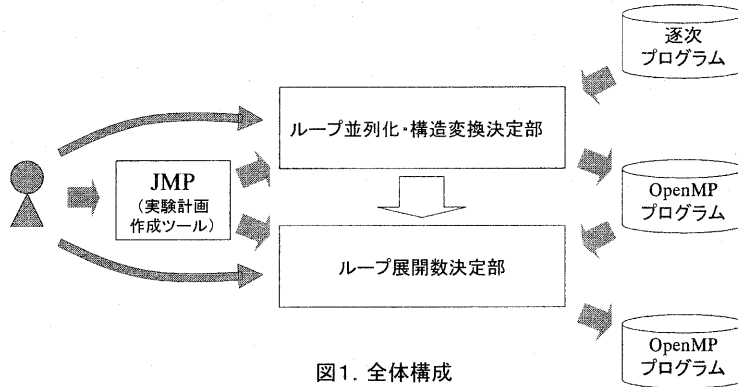 逐次
プログラム
ループ並列化・構造変換決定部
JMP
(実験計画
作成ツール)
OpenMP
プログラム
ループ展開数決定部
OpenMP
プログラム
図1. 全体構成